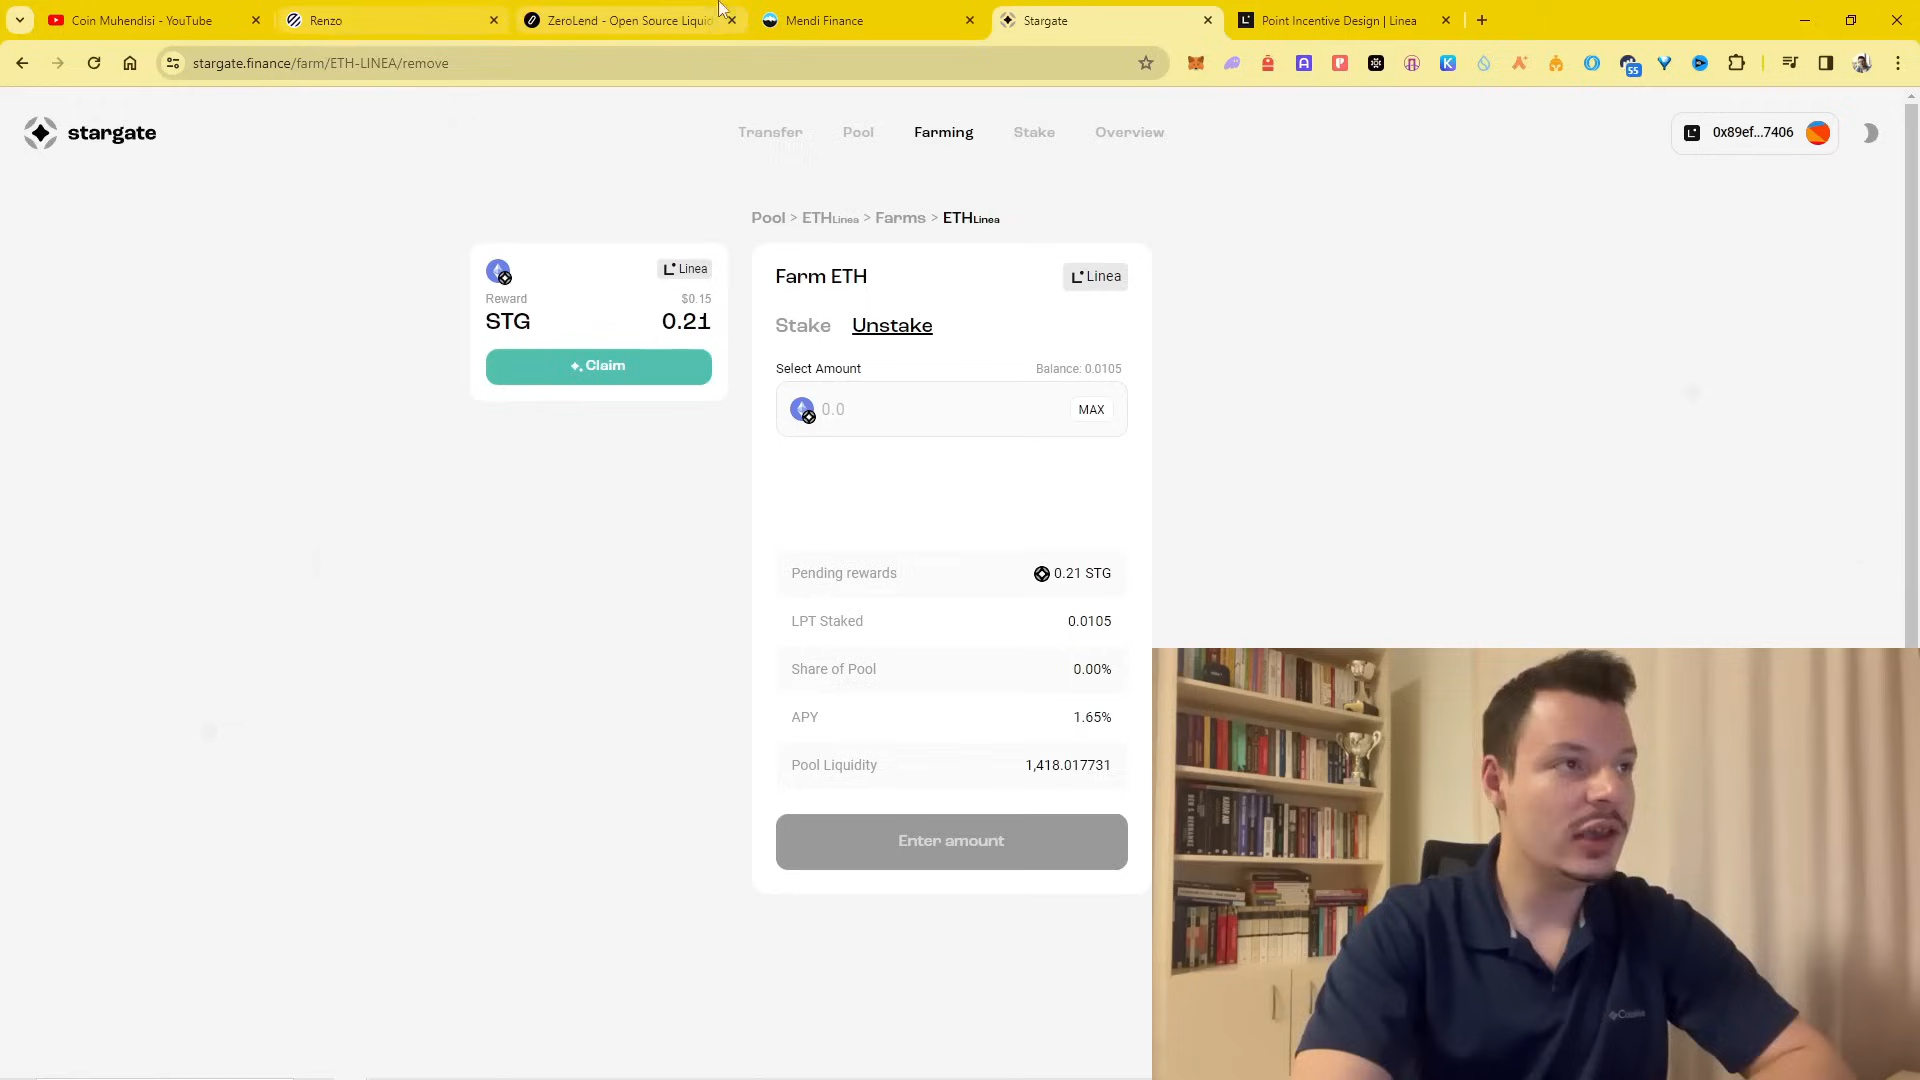 Coin Muhendisi - YouTube
Renzo
ZeroLend - Open Source Liquid
Mendi Finance
Stargate
Point Incentive Design | Linea
stargate.finance/farm/ETH-LINEA/remove
55
stargate
Transfer
Pool
Farming
Stake
Overview
0x89ef...7406
Pool > ETHLinea > Farms > ETHLinea
Linea
Reward
$0.15
STG
0.21
Claim
Farm ETH
Linea
Stake
Unstake
Select Amount
Balance: 0.0105
0.0
MAX
Pending rewards
0.21 STG
LPT Staked
0.0105
Share of Pool
0.00%
APY
1.65%
Pool Liquidity
1,418.017731
Enter amount